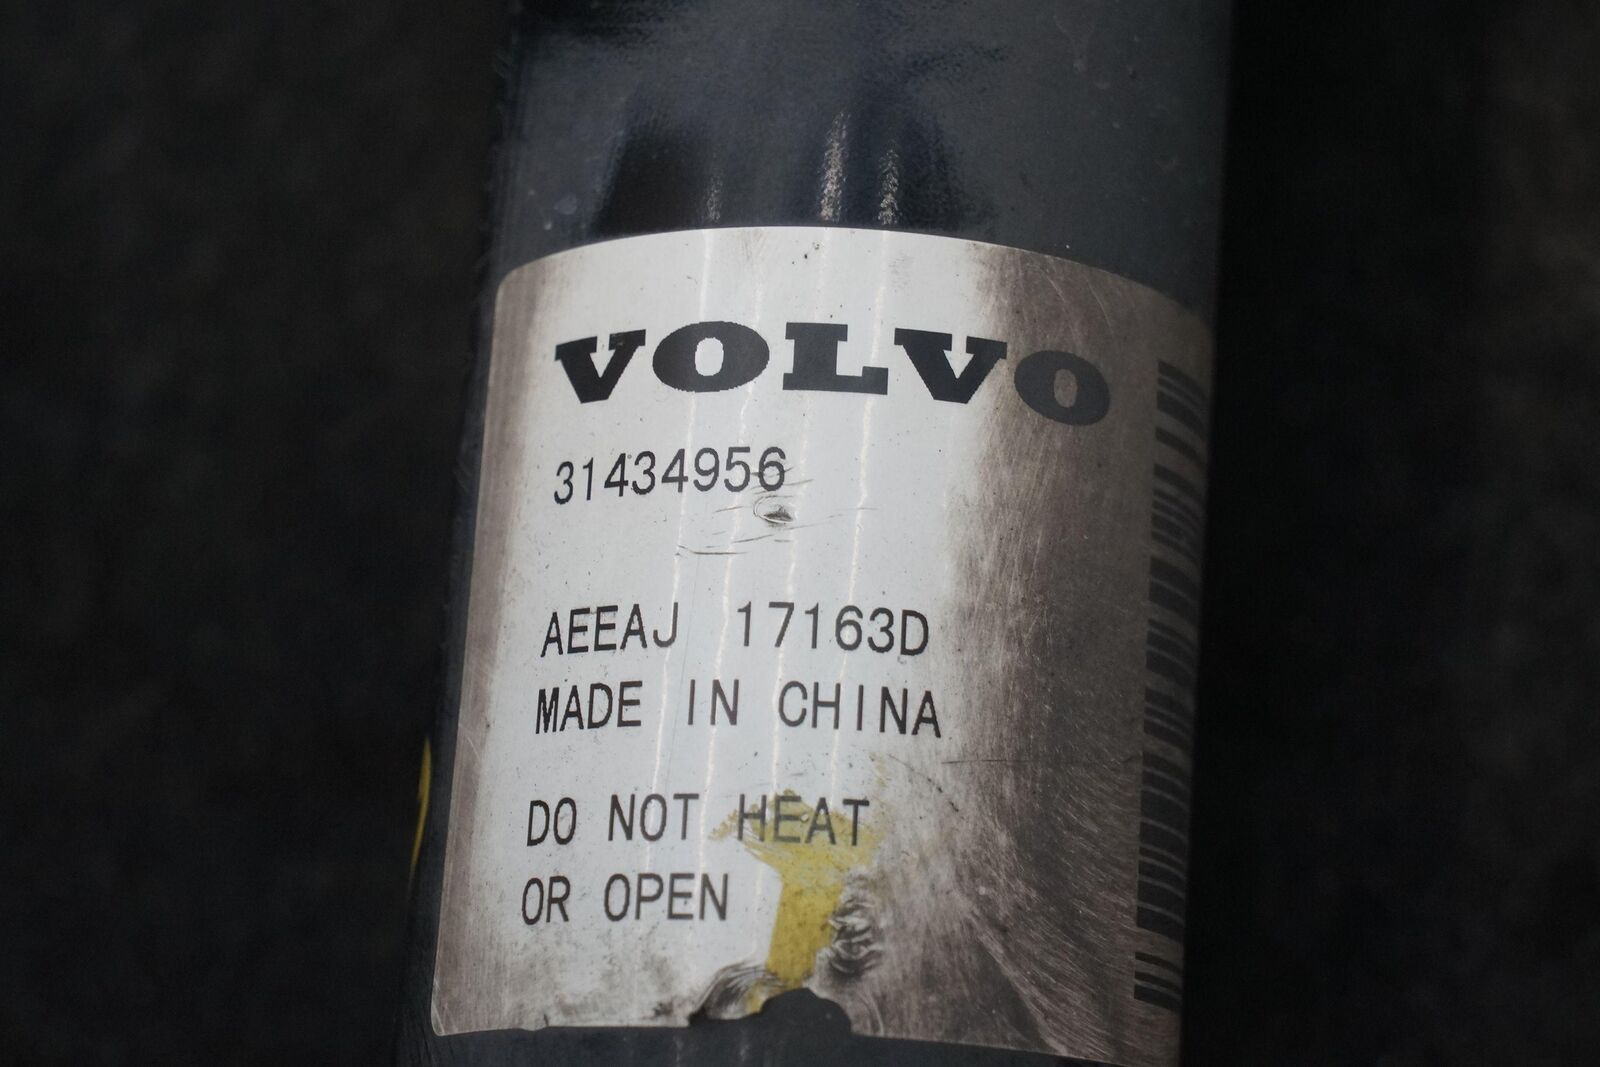 VOLVO
31434956
AEEAJ 17163D
MADE IN CHINA
DO NOT HEAT
OR OPEN